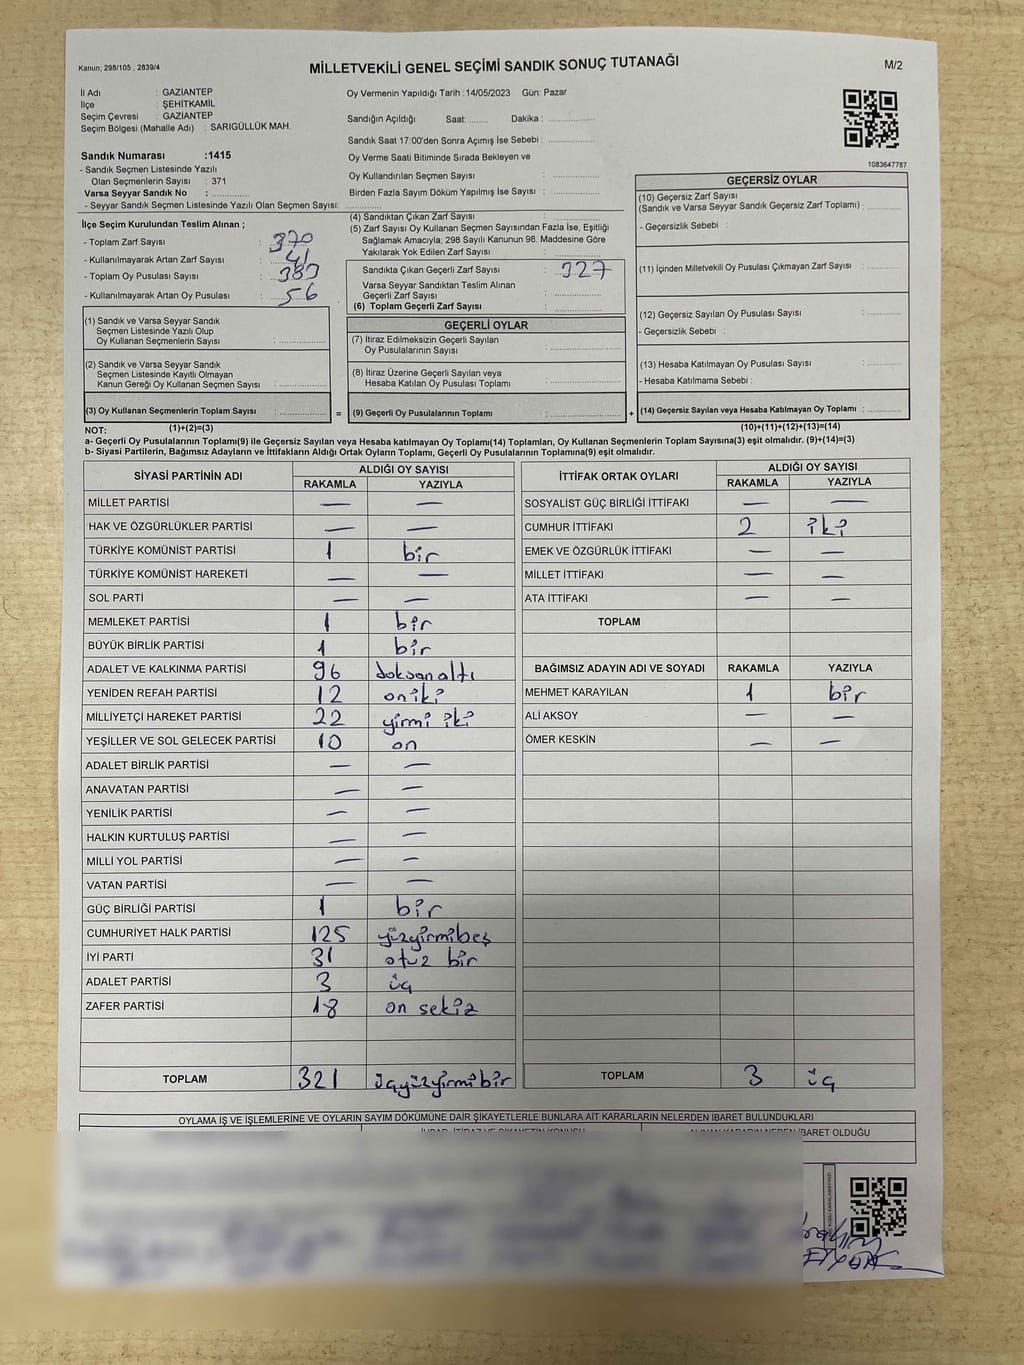 Kanun; 298/105 , 2839/4
MİLLETVEKİLİ GENEL SEÇİMİ SANDIK SONUÇ TUTANAĞI
M/2
İl Adı : GAZİANTEP
İlçe : ŞEHİTKAMİL
Seçim Çevresi : GAZİANTEP
Seçim Bölgesi (Mahalle Adı) : SARIGÜLLÜK MAH.
Sandık Numarası :1415
- Sandık Seçmen Listesinde Yazılı
Olan Seçmenlerin Sayısı : 371
Varsa Seyyar Sandık No :
- Seyyar Sandık Seçmen Listesinde Yazılı Olan Seçmen Sayısı:
Oy Vermenin Yapıldığı Tarih :14/05/2023 Gün: Pazar
Sandığın Açıldığı Saat: Dakika :
Sandık Saat 17:00'den Sonra Açımış İse Sebebi :
Oy Verme Saati Bitiminde Sırada Bekleyen ve
Oy Kullandırılan Seçmen Sayısı :
Birden Fazla Sayım Döküm Yapılmış İse Sayısı :
1083647787
İlçe Seçim Kurulundan Teslim Alınan ;
- Toplam Zarf Sayısı : 370
- Kullanılmayarak Artan Zarf Sayısı : 41
- Toplam Oy Pusulası Sayısı : 383
- Kullanılmayarak Artan Oy Pusulası : 56
(4) Sandıktan Çıkan Zarf Sayısı :
(5) Zarf Sayısı Oy Kullanan Seçmen Sayısından Fazla İse, Eşitliği
Sağlamak Amacıyla; 298 Sayılı Kanunun 98. Maddesine Göre
Yakılarak Yok Edilen Zarf Sayısı :
Sandıkta Çıkan Geçerli Zarf Sayısı : 327
Varsa Seyyar Sandıktan Teslim Alınan
Geçerli Zarf Sayısı :
(6) Toplam Geçerli Zarf Sayısı :
GEÇERSİZ OYLAR
(10) Geçersiz Zarf Sayısı
(Sandık ve Varsa Seyyar Sandık Geçersiz Zarf Toplamı) :
- Geçersizlik Sebebi :
(11) İçinden Milletvekili Oy Pusulası Çıkmayan Zarf Sayısı :
(12) Geçersiz Sayılan Oy Pusulası Sayısı :
- Geçersizlik Sebebi :
(13) Hesaba Katılmayan Oy Pusulası Sayısı :
- Hesaba Katılmama Sebebi :
(14) Geçersiz Sayılan veya Hesaba Katılmayan Oy Toplamı :
(1) Sandık ve Varsa Seyyar Sandık
Seçmen Listesinde Yazılı Olup
Oy Kullanan Seçmenlerin Sayısı :
(2) Sandık ve Varsa Seyyar Sandık
Seçmen Listesinde Kayıtlı Olmayan
Kanun Gereği Oy Kullanan Seçmen Sayısı :
(3) Oy Kullanan Seçmenlerin Toplam Sayısı :
=
GEÇERLİ OYLAR
(7) İtiraz Edilmeksizin Geçerli Sayılan
Oy Pusulalarının Sayısı :
(8) İtiraz Üzerine Geçerli Sayılan veya
Hesaba Katılan Oy Pusulası Toplamı :
(9) Geçerli Oy Pusulalarının Toplamı :
+
NOT: (1)+(2)=(3) (10)+(11)+(12)+(13)=(14)
a- Geçerli Oy Pusulalarının Toplamı(9) ile Geçersiz Sayılan veya Hesaba katılmayan Oy Toplamı(14) Toplamları, Oy Kullanan Seçmenlerin Toplam Sayısına(3) eşit olmalıdır. (9)+(14)=(3)
b- Siyasi Partilerin, Bağımsız Adayların ve İttifakların Aldığı Ortak Oyların Toplamı, Geçerli Oy Pusulalarının Toplamına(9) eşit olmalıdır.
SİYASİ PARTİNİN ADI ALDIĞI OY SAYISI
RAKAMLA YAZIYLA
MİLLET PARTİSİ — —
HAK VE ÖZGÜRLÜKLER PARTİSİ — —
TÜRKİYE KOMÜNİST PARTİSİ 1 bir
TÜRKİYE KOMÜNİST HAREKETİ — —
SOL PARTİ — —
MEMLEKET PARTİSİ 1 bir
BÜYÜK BİRLİK PARTİSİ 1 bir
ADALET VE KALKINMA PARTİSİ 96 doksanaltı
YENİDEN REFAH PARTİSİ 12 oniki
MİLLİYETÇİ HAREKET PARTİSİ 22 yirmi iki
YEŞİLLER VE SOL GELECEK PARTİSİ 10 on
ADALET BİRLİK PARTİSİ — —
ANAVATAN PARTİSİ — —
YENİLİK PARTİSİ — —
HALKIN KURTULUŞ PARTİSİ — —
MİLLİ YOL PARTİSİ — —
VATAN PARTİSİ — —
GÜÇ BİRLİĞİ PARTİSİ 1 bir
CUMHURİYET HALK PARTİSİ 125 yüzyirmibeş
İYİ PARTİ 31 otuz bir
ADALET PARTİSİ 3 üç
ZAFER PARTİSİ 18 on sekiz
TOPLAM 321 üçyüzyirmibir
İTTİFAK ORTAK OYLARI ALDIĞI OY SAYISI
RAKAMLA YAZIYLA
SOSYALİST GÜÇ BİRLİĞİ İTTİFAKI — —
CUMHUR İTTİFAKI 2 iki
EMEK VE ÖZGÜRLÜK İTTİFAKI — —
MİLLET İTTİFAKI — —
ATA İTTİFAKI — —
TOPLAM
BAĞIMSIZ ADAYIN ADI VE SOYADI RAKAMLA YAZIYLA
MEHMET KARAYILAN 1 bir
ALİ AKSOY — —
ÖMER KESKİN — —
TOPLAM 3 üç
OYLAMA İŞ VE İŞLEMLERİNE VE OYLARIN SAYIM DÖKÜMÜNE DAİR ŞİKAYETLERLE BUNLARA AİT KARARLARIN NELERDEN İBARET BULUNDUKLARI
İBARET OLDUĞU